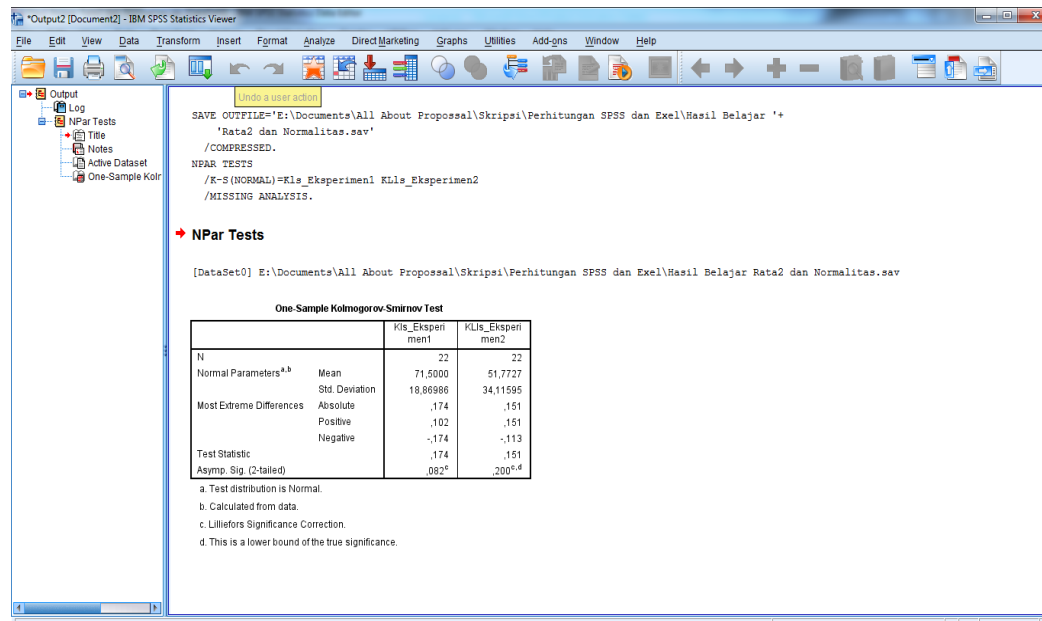 *Output2 [Document2] - IBM SPSS Statistics Viewer
File Edit View Data Transform Insert Format Analyze Direct Marketing Graphs Utilities Add-ons Window Help
Undo a user action
Output
Log
NPar Tests
Title
Notes
Active Dataset
One-Sample Kolr
SAVE OUTFILE='E:\Documents\All About Propossal\Skripsi\Perhitungan SPSS dan Exel\Hasil Belajar '+
'Rata2 dan Normalitas.sav'
/COMPRESSED.
NPAR TESTS
/K-S(NORMAL)=Kls_Eksperimen1 KLls_Eksperimen2
/MISSING ANALYSIS.
NPar Tests
[DataSet0] E:\Documents\All About Propossal\Skripsi\Perhitungan SPSS dan Exel\Hasil Belajar Rata2 dan Normalitas.sav
One-Sample Kolmogorov-Smirnov Test
Kls_Eksperi KLls_Eksperi
men1 men2
N 22 22
Normal Parameters a,b Mean 71,5000 51,7727
Std. Deviation 18,86986 34,11595
Most Extreme Differences Absolute ,174 ,151
Positive ,102 ,151
Negative -,174 -,113
Test Statistic ,174 ,151
Asymp. Sig. (2-tailed) ,082c ,200c,d
a. Test distribution is Normal.
b. Calculated from data.
c. Lilliefors Significance Correction.
d. This is a lower bound of the true significance.